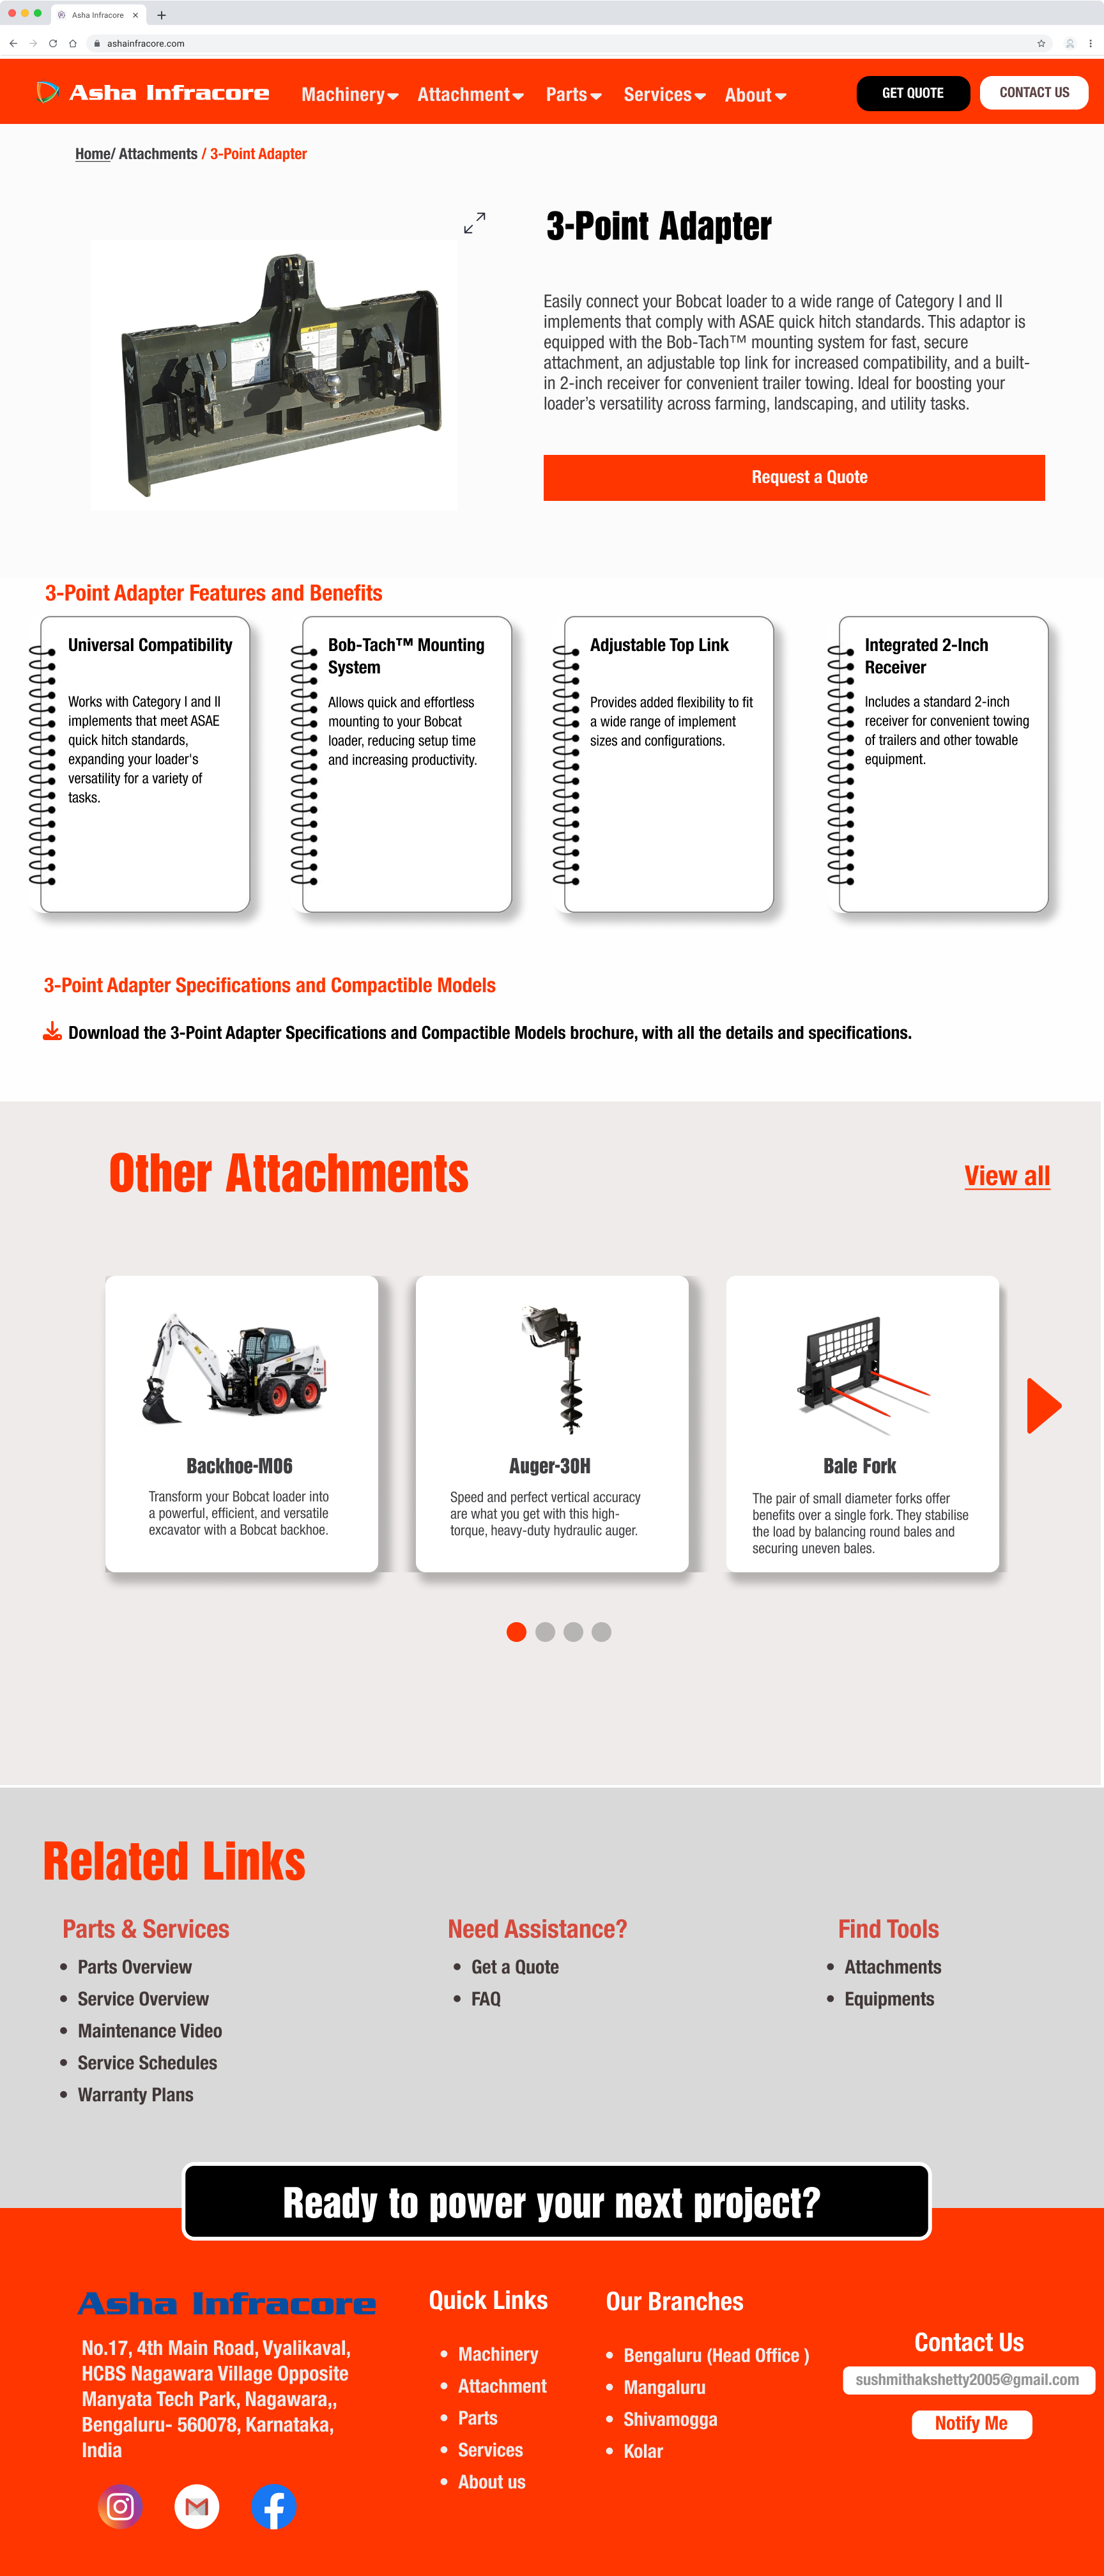 Asha Infracore
ashainfracore.com
Asha Infracore
Machinery
Attachment
Parts
Services
About
GET QUOTE
CONTACT US
Home/ Attachments / 3-Point Adapter
3-Point Adapter
Easily connect your Bobcat loader to a wide range of Category I and II
implements that comply with ASAE quick hitch standards. This adaptor is
equipped with the Bob-Tach™ mounting system for fast, secure
attachment, an adjustable top link for increased compatibility, and a built-
in 2-inch receiver for convenient trailer towing. Ideal for boosting your
loader's versatility across farming, landscaping, and utility tasks.
Request a Quote
3-Point Adapter Features and Benefits
Universal Compatibility
Works with Category I and II
implements that meet ASAE
quick hitch standards,
expanding your loader's
versatility for a variety of
tasks.
Bob-Tach™ Mounting
System
Allows quick and effortless
mounting to your Bobcat
loader, reducing setup time
and increasing productivity.
Adjustable Top Link
Provides added flexibility to fit
a wide range of implement
sizes and configurations.
Integrated 2-Inch
Receiver
Includes a standard 2-inch
receiver for convenient towing
of trailers and other towable
equipment.
3-Point Adapter Specifications and Compactible Models
Download the 3-Point Adapter Specifications and Compactible Models brochure, with all the details and specifications.
Other Attachments
View all
Backhoe-M06
Transform your Bobcat loader into
a powerful, efficient, and versatile
excavator with a Bobcat backhoe.
Auger-30H
Speed and perfect vertical accuracy
are what you get with this high-
torque, heavy-duty hydraulic auger.
Bale Fork
The pair of small diameter forks offer
benefits over a single fork. They stabilise
the load by balancing round bales and
securing uneven bales.
Related Links
Parts & Services
Parts Overview
Service Overview
Maintenance Video
Service Schedules
Warranty Plans
Need Assistance?
Get a Quote
FAQ
Find Tools
Attachments
Equipments
Ready to power your next project?
Asha Infracore
No.17, 4th Main Road, Vyalikaval,
HCBS Nagawara Village Opposite
Manyata Tech Park, Nagawara,,
Bengaluru- 560078, Karnataka,
India
Quick Links
Machinery
Attachment
Parts
Services
About us
Our Branches
Bengaluru (Head Office )
Mangaluru
Shivamogga
Kolar
Contact Us
sushmithakshetty2005@gmail.com
Notify Me